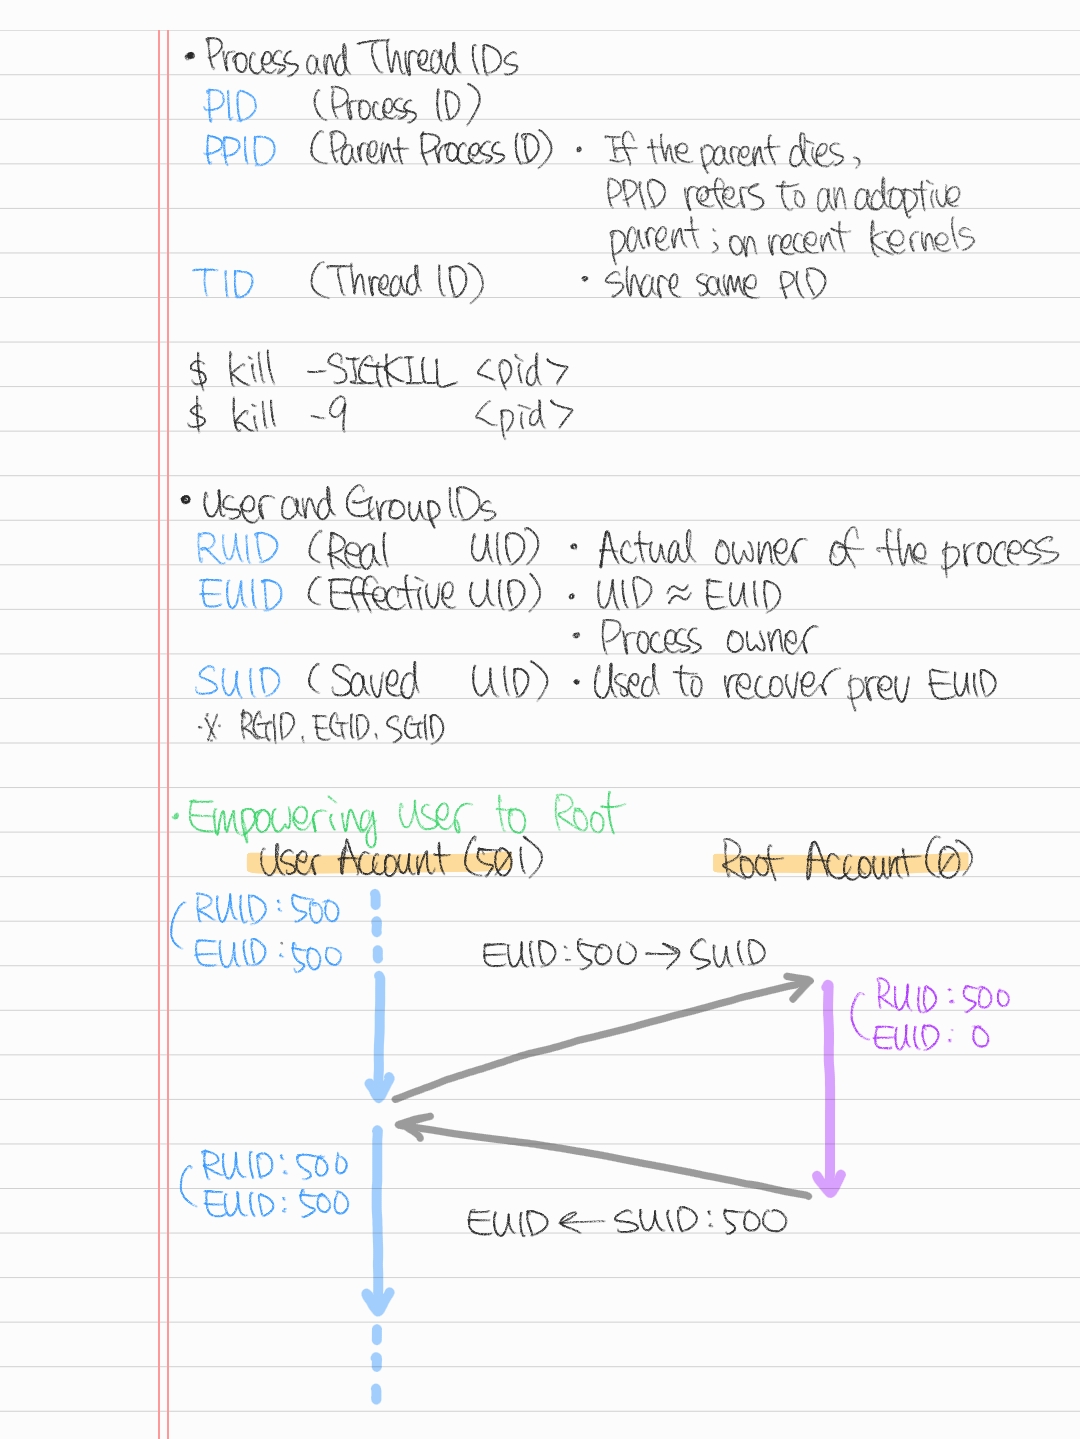 • Process and Thread IDs
PID (Process ID)
PPID (Parent Process ID) • If the parent dies,
PPID refers to an adoptive
parent; on recent kernels
TID (Thread ID) • share same PID
$ kill -SIGKILL <pid>
$ kill -9 <pid>
• User and Group IDs
RUID (Real UID) • Actual owner of the process
EUID (Effective UID) • UID ≈ EUID
• Process owner
SUID (Saved UID) • Used to recover prev EUID
※ RGID, EGID, SGID
• Empowering User to Root
User Account (501) Root Account (0)
RUID: 500
EUID: 500
EUID: 500 → SUID
RUID: 500
EUID: 0
RUID: 500
EUID: 500
EUID ← SUID: 500